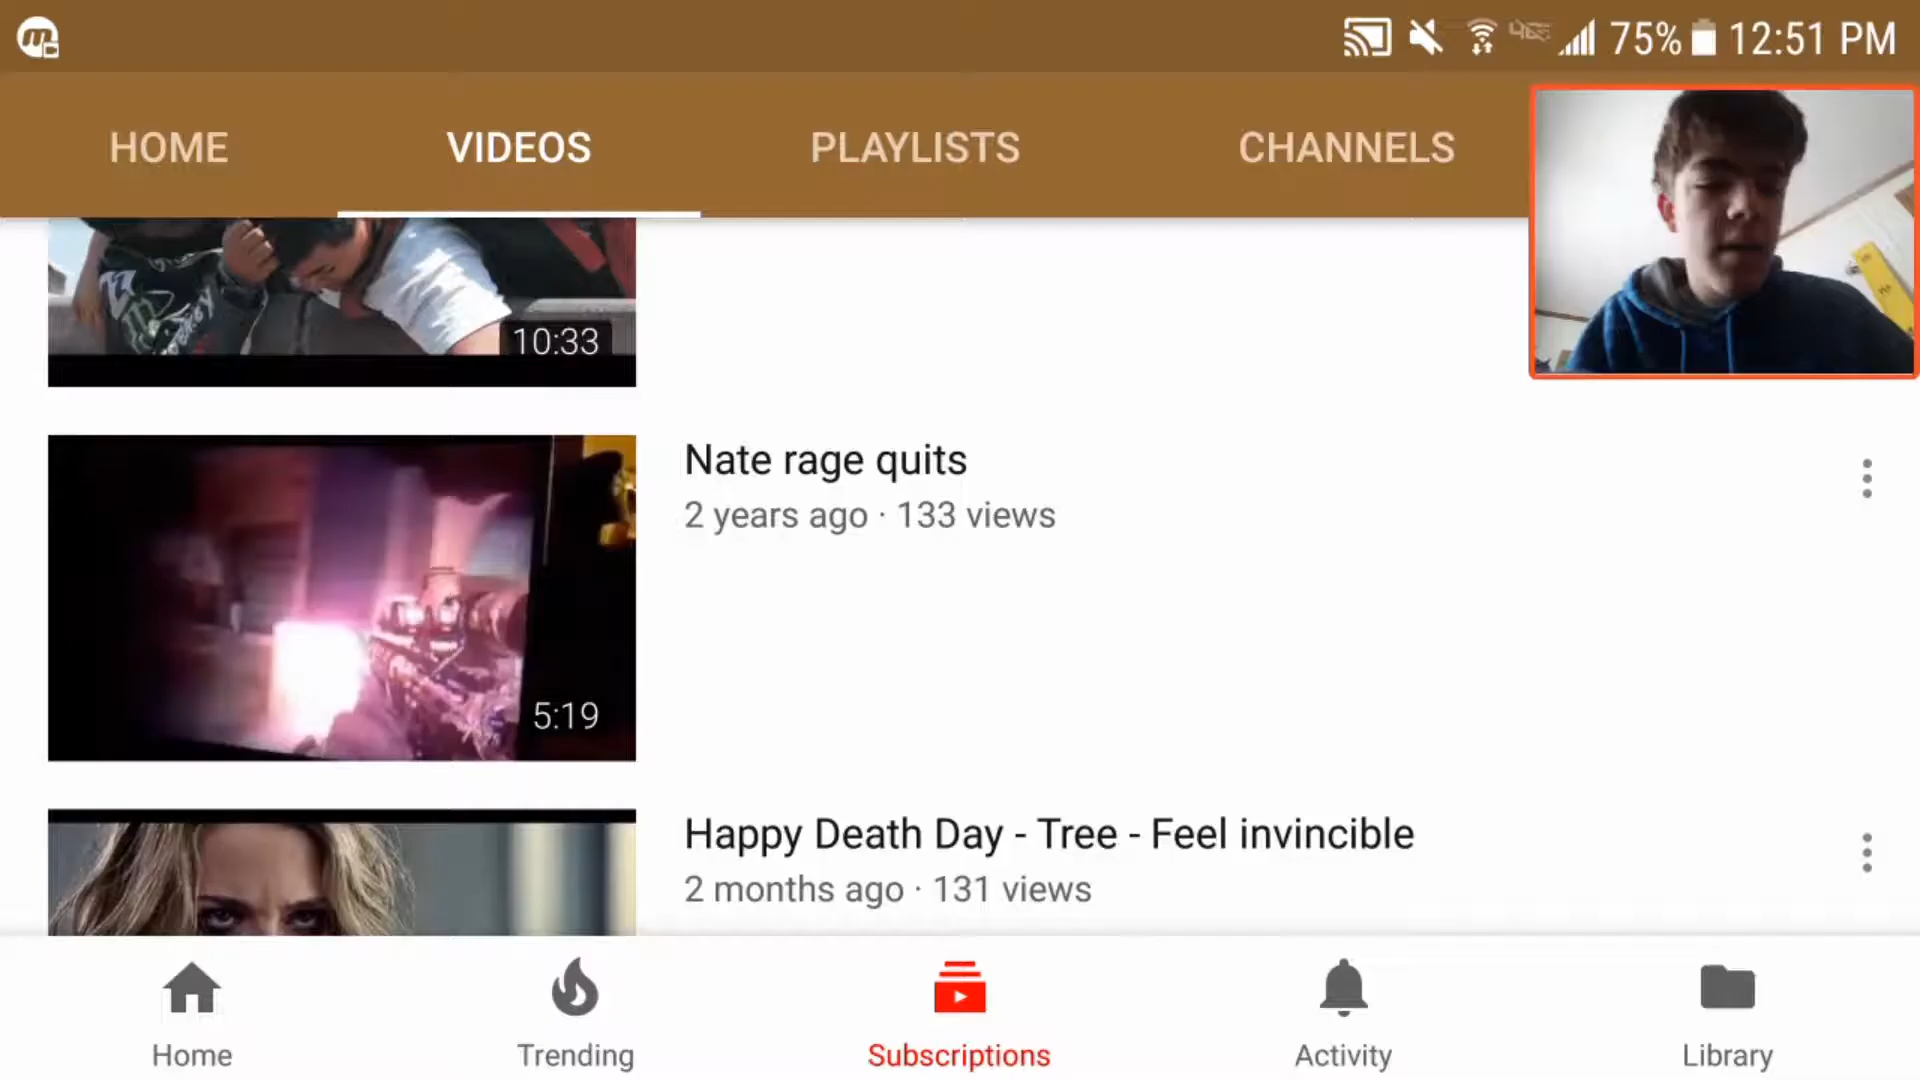 75% 12:51 PM
HOME VIDEOS PLAYLISTS CHANNELS
10:33
Nate rage quits
2 years ago · 133 views
5:19
Happy Death Day - Tree - Feel invincible
2 months ago · 131 views
Home Trending Subscriptions Activity Library